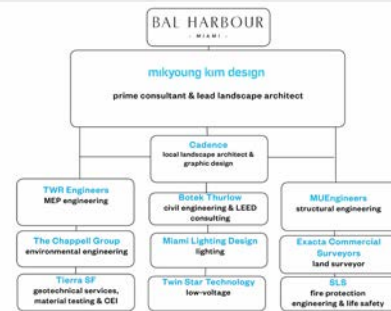 BAL HARBOUR
- MIAMI -
mikyoung kim design
prime consultant & lead landscape architect
Cadence
local landscape architect &
graphic design
TWR Engineers
MEP engineering
Botek Thurlow
civil engineering & LEED
consulting
MUEngineers
structural engineering
The Chappell Group
environmental engineering
Miami Lighting Design
lighting
Exacta Commercial
Surveyors
land surveyor
Tierra SF
geotechnical services,
material testing & CEI
Twin Star Technology
low-voltage
SLS
fire protection
engineering & life safety